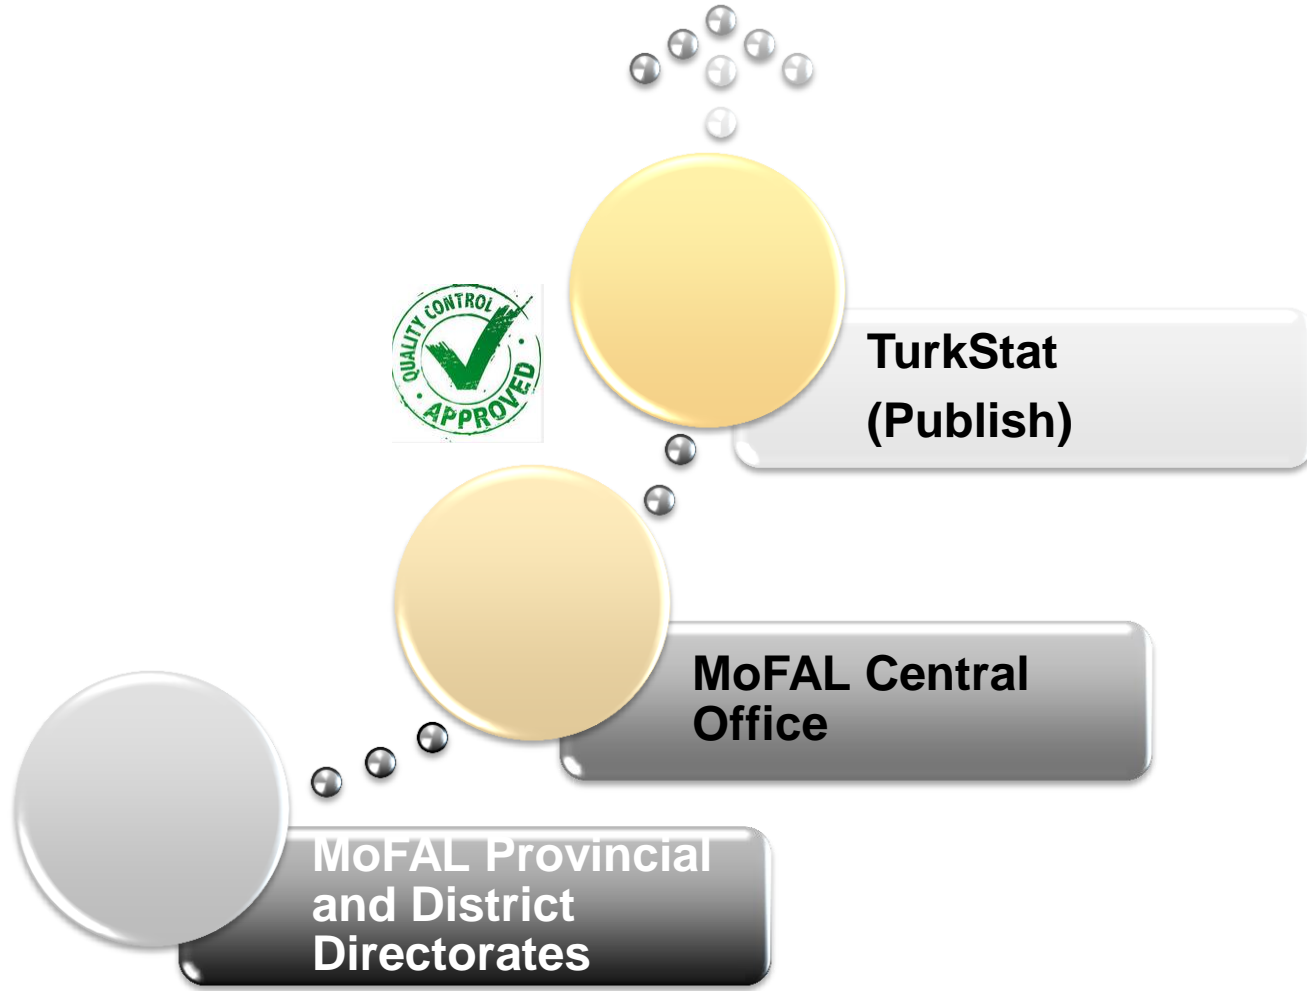 QUALITY CONTROL
APPROVED
TurkStat
(Publish)
MoFAL Central
Office
MoFAL Provincial
and District
Directorates